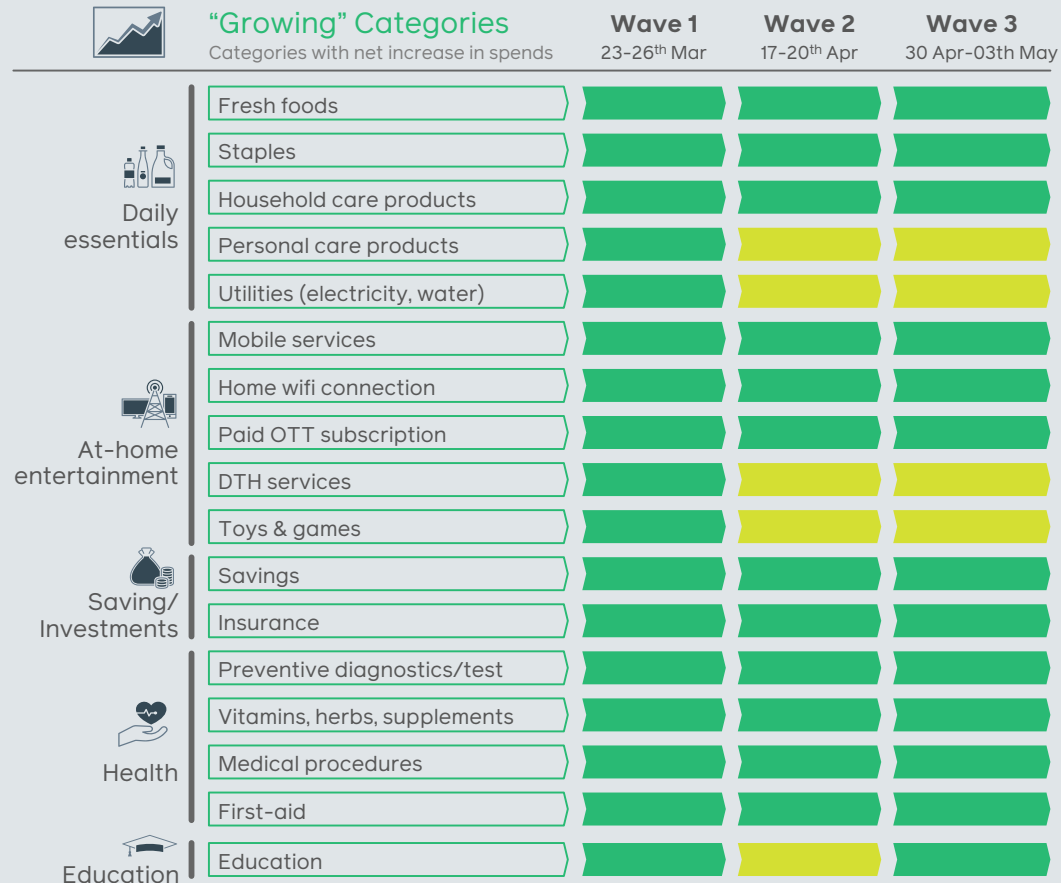 “Growing” Categories
Categories with net increase in spends
Wave 1
23-26th Mar
Wave 2
17-20th Apr
Wave 3
30 Apr-03th May
Daily
essentials
Fresh foods
Staples
Household care products
Personal care products
Utilities (electricity, water)
At-home
entertainment
Mobile services
Home wifi connection
Paid OTT subscription
DTH services
Toys & games
Saving/
Investments
Savings
Insurance
Health
Preventive diagnostics/test
Vitamins, herbs, supplements
Medical procedures
First-aid
Education
Education